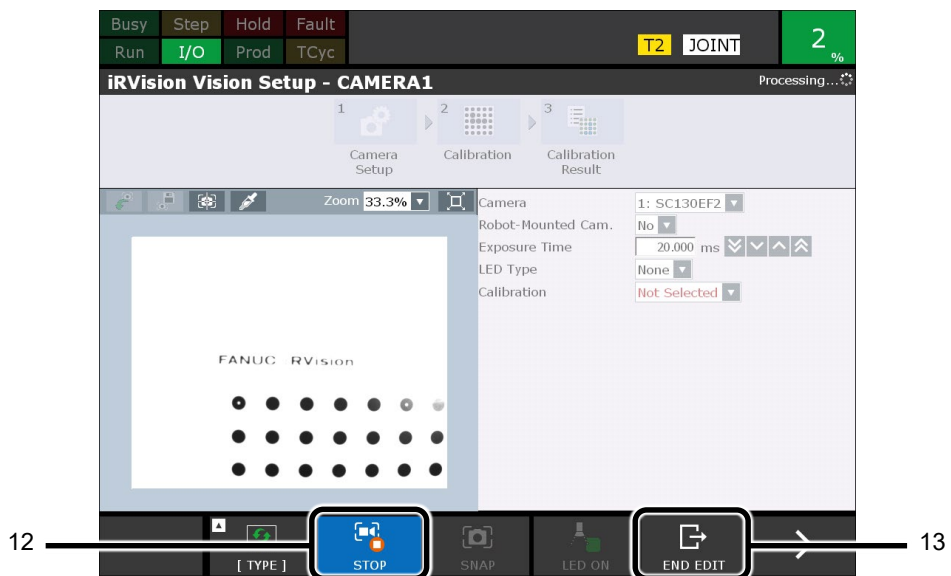 Busy Step Hold Fault
Run I/O Prod TCyc
T2 JOINT
2 %
iRVision Vision Setup - CAMERA1
Processing...
1 2 3
Camera Setup
Calibration
Calibration Result
Zoom 33.3%
Camera 1: SC130EF2
Robot-Mounted Cam. No
Exposure Time 20.000 ms
LED Type None
Calibration Not Selected
FANUC RVision
12
13
[ TYPE ] STOP SNAP LED ON END EDIT